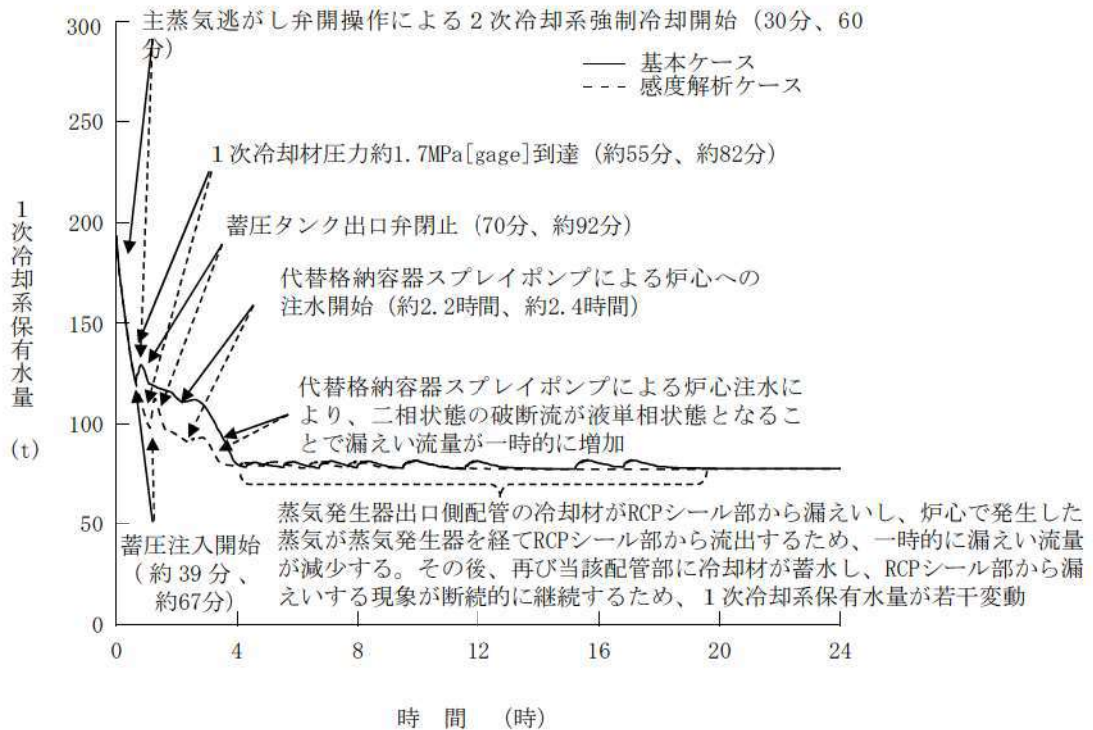 300
主蒸気逃がし弁開操作による２次冷却系強制冷却開始（30分、60
分）
基本ケース
感度解析ケース
250
１次冷却材圧力約1.7MPa[gage]到達（約55分、約82分）
200
蓄圧タンク出口弁閉止（70分、約92分）
代替格納容器スプレイポンプによる炉心への
注水開始（約2.2時間、約2.4時間）
150
１次冷却系保有水量
(t)
代替格納容器スプレイポンプによる炉心注水に
より、二相状態の破断流が液単相状態となるこ
とで漏えい流量が一時的に増加
100
蒸気発生器出口側配管の冷却材がRCPシール部から漏えいし、炉心で発生した
蒸気が蒸気発生器を経てRCPシール部から流出するため、一時的に漏えい流量
が減少する。その後、再び当該配管部に冷却材が蓄水し、RCPシール部から漏
えいする現象が断続的に継続するため、１次冷却系保有水量が若干変動
50
蓄圧注入開始
（約39分、
約67分）
0
0 4 8 12 16 20 24
時 間 （時）